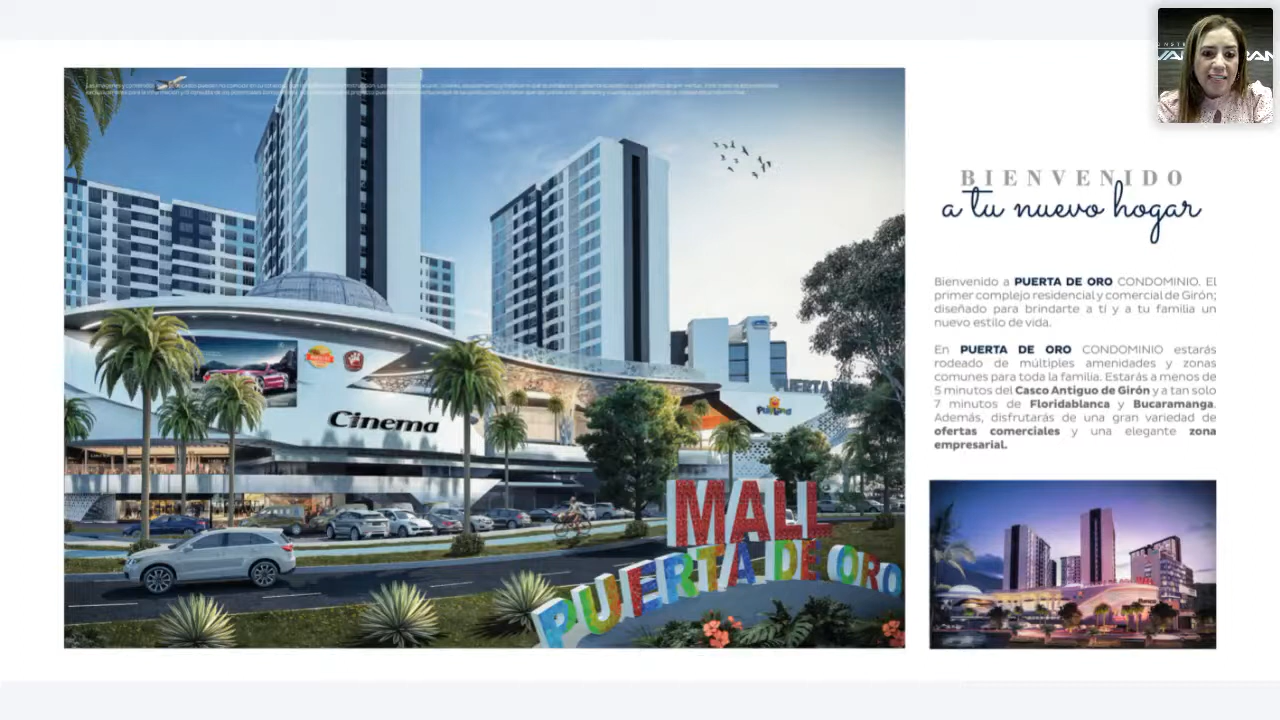 BIENVENIDO
a tu nuevo hogar
Bienvenido a PUERTA DE ORO CONDOMINIO. El
primer complejo residencial y comercial de Girón;
diseñado para brindarte a ti y a tu familia un
nuevo estilo de vida.
En PUERTA DE ORO CONDOMINIO estarás
rodeado de múltiples amenidades y zonas
comunes para toda la familia. Estarás a menos de
5 minutos del Casco Antiguo de Girón y a tan solo
7 minutos de Floridablanca y Bucaramanga.
Además, disfrutarás de una gran variedad de
ofertas comerciales y una elegante zona
empresarial.
Cinema
MALL
PUERTA DE ORO